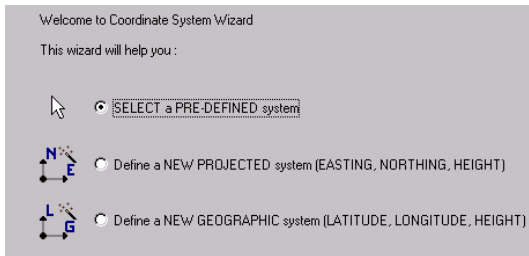 Welcome to Coordinate System Wizard
This wizard will help you :
SELECT a PRE-DEFINED system
N
E
Define a NEW PROJECTED system (EASTING, NORTHING, HEIGHT)
L
G
Define a NEW GEOGRAPHIC system (LATITUDE, LONGITUDE, HEIGHT)